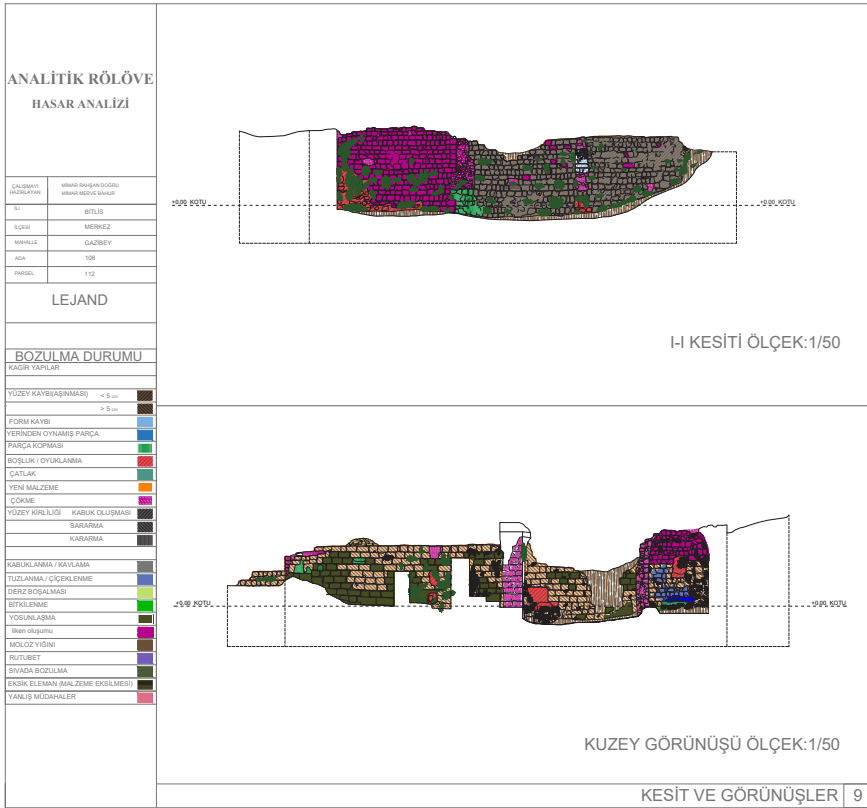 ANALİTİK RÖLÖVE
HASAR ANALİZİ
ÇALIŞMAYI HAZIRLAYAN
MİMAR RAHŞAN DOĞRU
MİMAR MERVE BAHUR
İLİ BİTLİS
İLÇESİ MERKEZ
MAHALLE GAZİBEY
ADA 106
PARSEL 112
LEJAND
BOZULMA DURUMU
KAGİR YAPILAR
YÜZEY KAYBI(AŞINMASI) < 5 cm
> 5 cm
FORM KAYBI
YERİNDEN OYNAMIŞ PARÇA
PARÇA KOPMASI
BOŞLUK / OYUKLANMA
ÇATLAK
YENİ MALZEME
ÇÖKME
YÜZEY KİRLİLİĞİ KABUK OLUŞMASI
SARARMA
KARARMA
KABUKLANMA / KAVLAMA
TUZLANMA / ÇİÇEKLENME
DERZ BOŞALMASI
BİTKİLENME
YOSUNLAŞMA
liken oluşumu
MOLOZ YIĞINI
RUTUBET
SIVADA BOZULMA
EKSİK ELEMAN (MALZEME EKSİLMESİ)
YANLIŞ MÜDAHALER
+0.00 KOTU
+0.00 KOTU
I-I KESİTİ ÖLÇEK:1/50
+0.00 KOTU
+0.00 KOTU
KUZEY GÖRÜNÜŞÜ ÖLÇEK:1/50
KESİT VE GÖRÜNÜŞLER 9